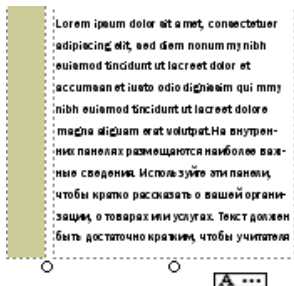 Lorem ipsum dolor sit amet, consectetuer
adipiscing elit, sed diem nonummy nibh
euismod tincidunt ut lacreet dolor et
accumsan et iusto odio dignissim qui mmy
nibh euismod tincidunt ut lacreet dolore
magna aliguam erat volutpat.На внутрен-
них панелях размещаются наиболее важ-
ные сведения. Используйте эти панели,
чтобы кратко рассказать о вашей органи-
зации, о товарах или услугах. Текст должен
быть достаточно кратким, чтобы у читателя
A ...